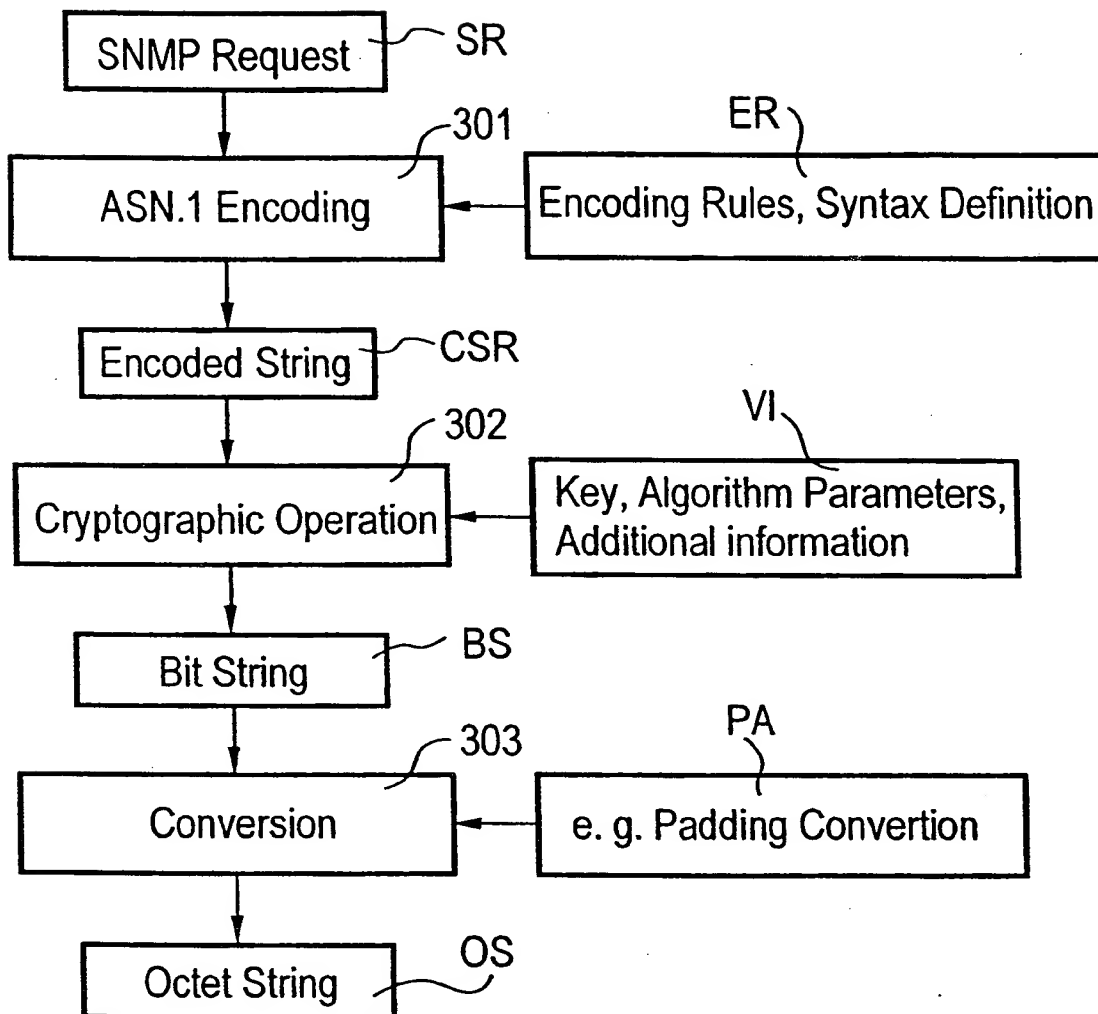 SNMP Request
SR
301
ER
ASN.1 Encoding
Encoding Rules, Syntax Definition
Encoded String
CSR
302
VI
Cryptographic Operation
Key, Algorithm Parameters,
Additional information
Bit String
BS
303
PA
Conversion
e. g. Padding Convertion
Octet String
OS